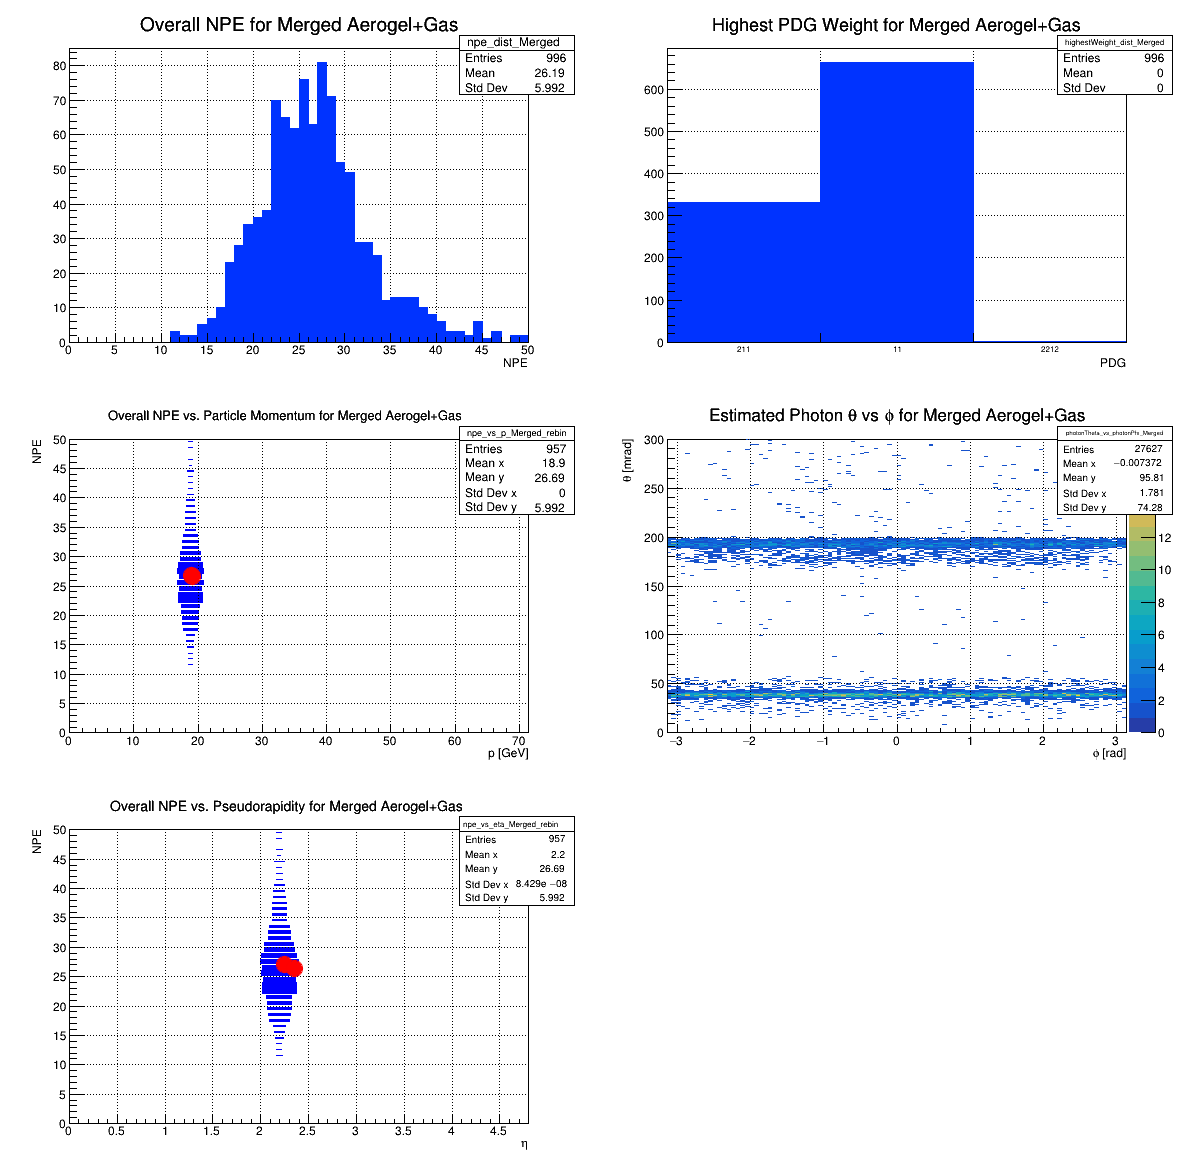 Overall NPE for Merged Aerogel+Gas
npe_dist_Merged
Entries 996
Mean 26.19
Std Dev 5.992
80
70
60
50
40
30
20
10
0
0 5 10 15 20 25 30 35 40 45 50
NPE
Highest PDG Weight for Merged Aerogel+Gas
highestWeight_dist_Merged
Entries 996
Mean 0
Std Dev 0
600
500
400
300
200
100
0
211 11 2212
PDG
Overall NPE vs. Particle Momentum for Merged Aerogel+Gas
npe_vs_p_Merged_rebin
Entries 957
Mean x 18.9
Mean y 26.69
Std Dev x 0
Std Dev y 5.992
NPE
50
45
40
35
30
25
20
15
10
5
0
0 10 20 30 40 50 60 70
p [GeV]
Estimated Photon θ vs ϕ for Merged Aerogel+Gas
photonTheta_vs_photonPhi_Merged
Entries 27627
Mean x −0.007372
Mean y 95.81
Std Dev x 1.781
Std Dev y 74.28
θ [mrad]
300
250
200
150
100
50
0
−3 −2 −1 0 1 2 3
ϕ [rad]
12
10
8
6
4
2
0
Overall NPE vs. Pseudorapidity for Merged Aerogel+Gas
npe_vs_eta_Merged_rebin
Entries 957
Mean x 2.2
Mean y 26.69
Std Dev x 8.429e −08
Std Dev y 5.992
NPE
50
45
40
35
30
25
20
15
10
5
0
0 0.5 1 1.5 2 2.5 3 3.5 4 4.5
η